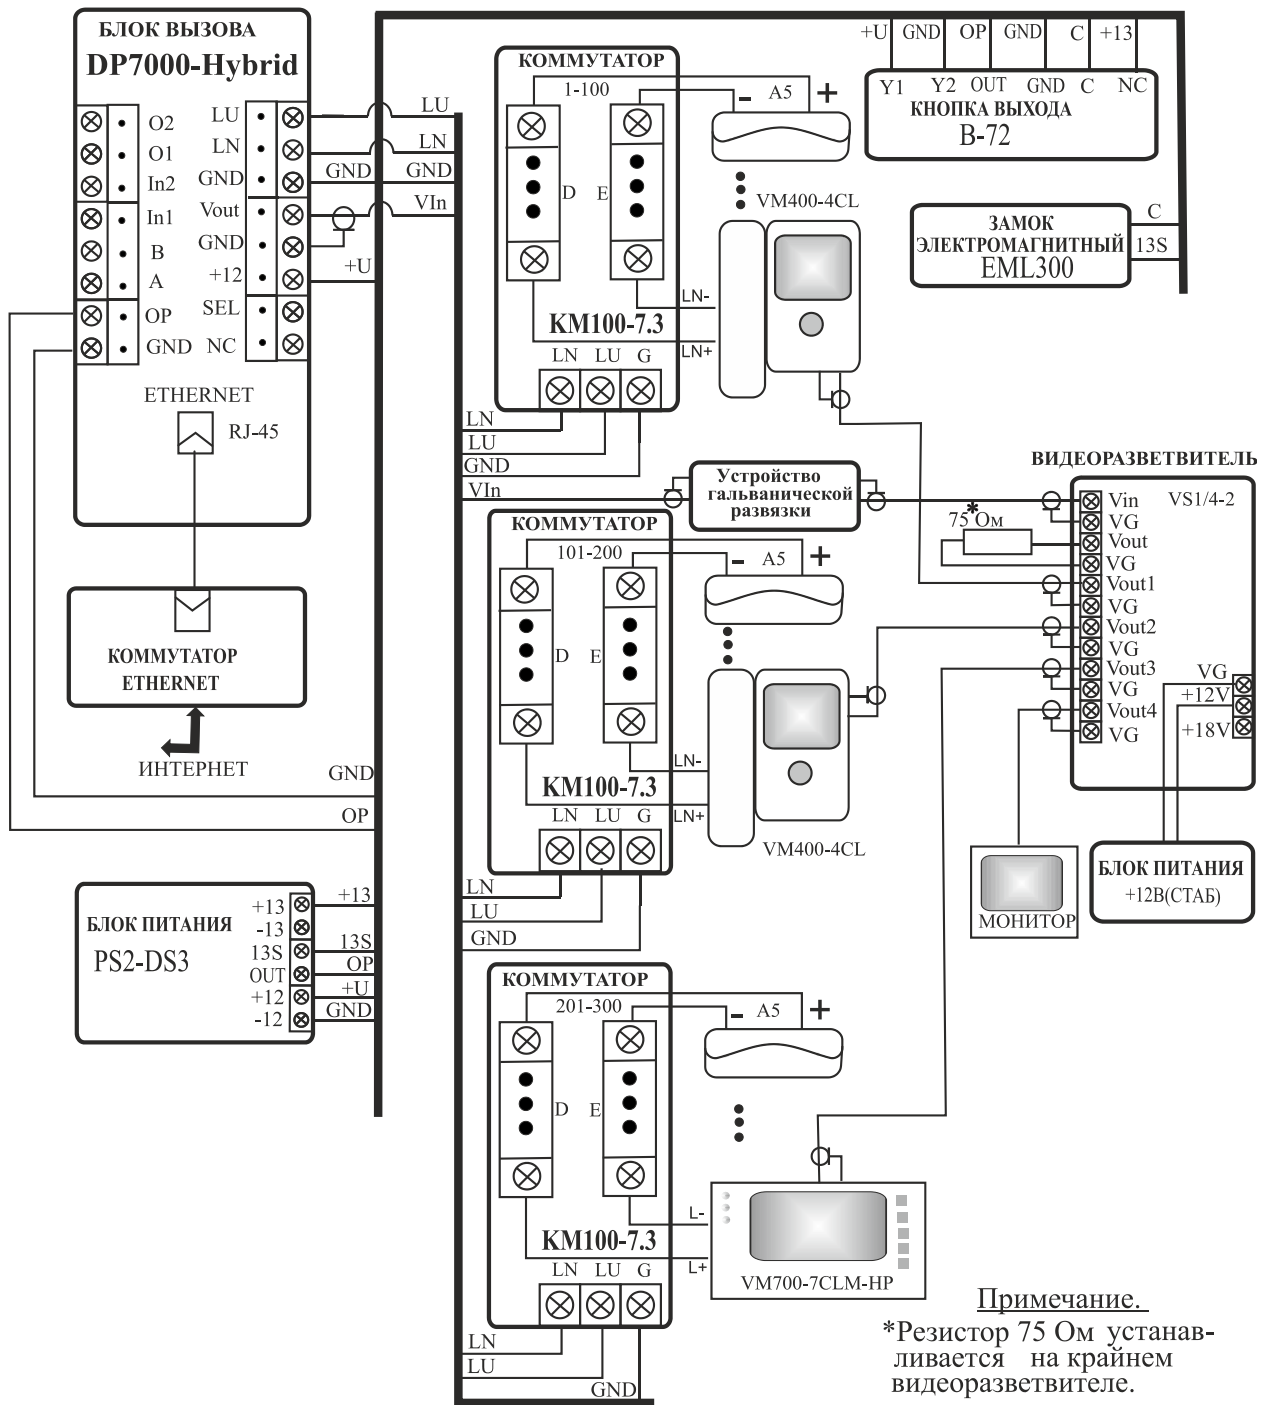 БЛОК ВЫЗОВА
DP7000-Hybrid
O2
O1
In2
In1
B
A
OP
GND
LU
LN
GND
Vout
GND
+12
SEL
NC
ETHERNET
RJ-45
LU
LN
GND
GND
VIn
+U
КОММУТАТОР
ETHERNET
ИНТЕРНЕТ
GND
OP
БЛОК ПИТАНИЯ
PS2-DS3
+13
-13
13S
OUT
+12
-12
+13
13S
OP
+U
GND
КОММУТАТОР
1-100
D
E
- A5 +
VM400-4CL
LN-
KM100-7.3
LN+
LN LU G
LN
LU
GND
VIn
+U GND OP GND C +13
Y1 Y2 OUT GND C NC
КНОПКА ВЫХОДА
B-72
ЗАМОК
ЭЛЕКТРОМАГНИТНЫЙ
EML300
C
13S
Устройство
гальванической
развязки
КОММУТАТОР
101-200
D
E
- A5 +
LN-
KM100-7.3
LN+
LN LU G
VM400-4CL
LN
LU
GND
ВИДЕОРАЗВЕТВИТЕЛЬ
VS1/4-2
*
75 Ом
Vin
VG
Vout
VG
Vout1
VG
Vout2
VG
Vout3
VG
Vout4
VG
VG
+12V
+18V
МОНИТОР
БЛОК ПИТАНИЯ
+12В(СТАБ)
КОММУТАТОР
201-300
D
E
- A5 +
L-
KM100-7.3
L+
LN LU G
VM700-7CLM-HP
LN
LU
GND
Примечание.
*Резистор 75 Ом устанав-
ливается на крайнем
видеоразветвителе.